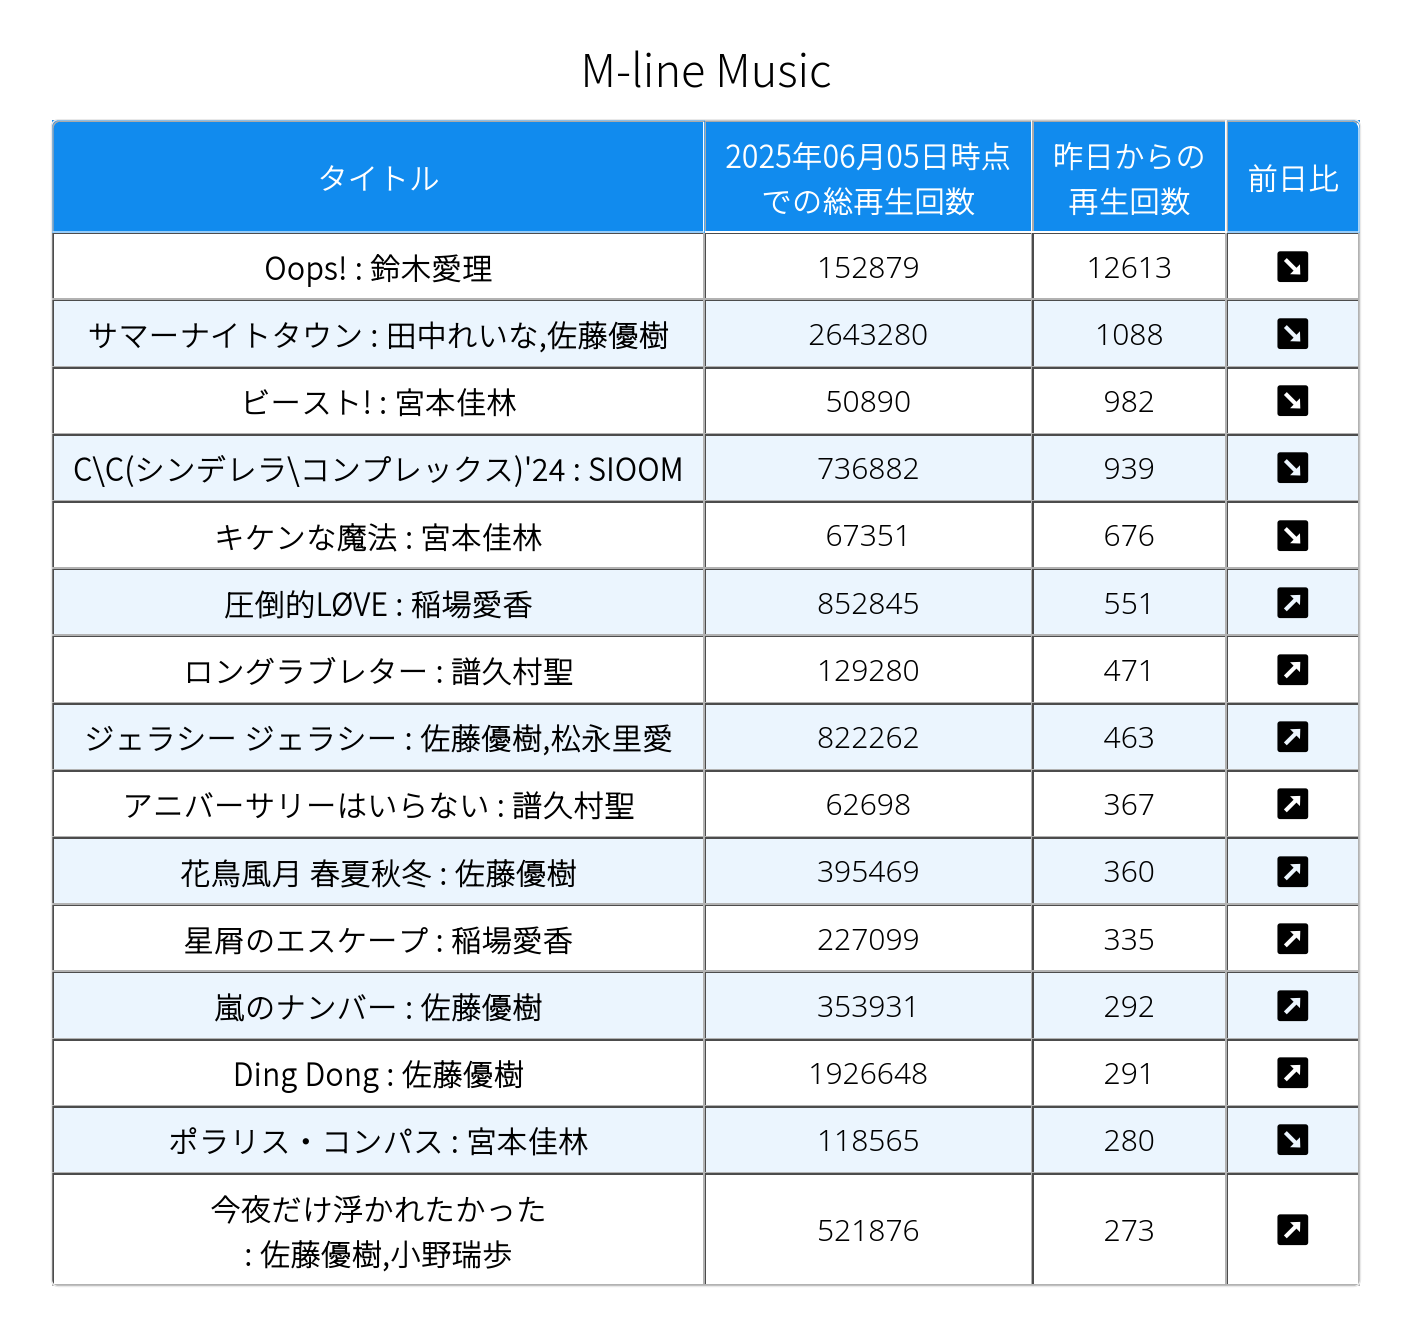 M-line Music
タイトル
2025年06月05日時点
での総再生回数
昨日からの
再生回数
前日比
Oops! : 鈴木愛理 152879 12613
サマーナイトタウン : 田中れいな,佐藤優樹 2643280 1088
ビースト! : 宮本佳林 50890 982
C\C(シンデレラ\コンプレックス)'24 : SIOOM 736882 939
キケンな魔法 : 宮本佳林 67351 676
圧倒的LØVE : 稲場愛香 852845 551
ロングラブレター : 譜久村聖 129280 471
ジェラシー ジェラシー : 佐藤優樹,松永里愛 822262 463
アニバーサリーはいらない : 譜久村聖 62698 367
花鳥風月 春夏秋冬 : 佐藤優樹 395469 360
星屑のエスケープ : 稲場愛香 227099 335
嵐のナンバー : 佐藤優樹 353931 292
Ding Dong : 佐藤優樹 1926648 291
ポラリス・コンパス : 宮本佳林 118565 280
今夜だけ浮かれたかった
: 佐藤優樹,小野瑞歩 521876 273